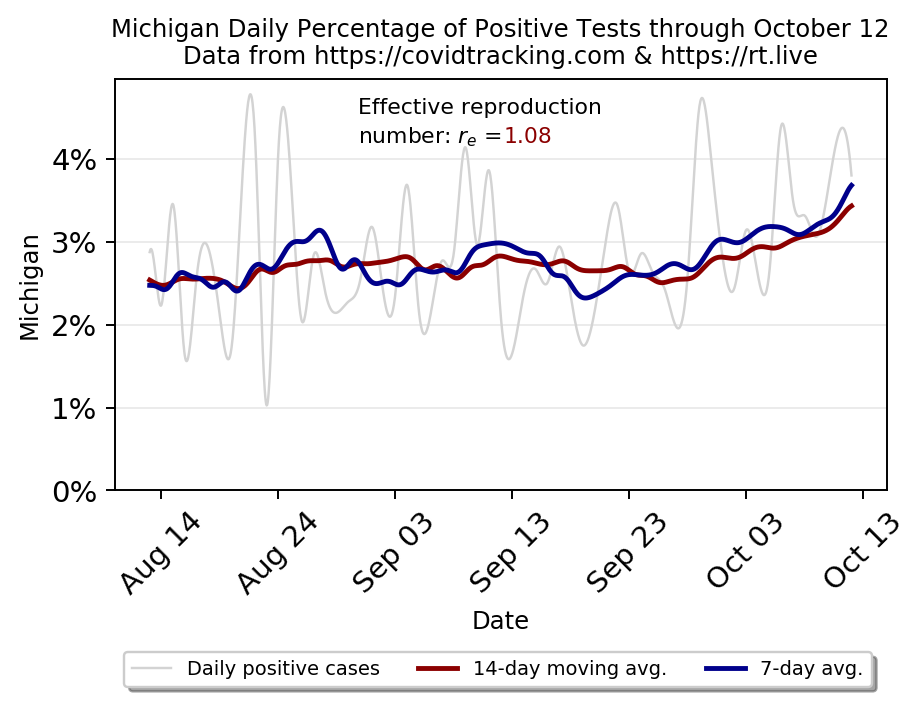 Michigan Daily Percentage of Positive Tests through October 12
Data from https://covidtracking.com & https://rt.live
Effective reproduction
number: r_e =1.08
4%
3%
2%
1%
0%
Michigan
Aug 14
Aug 24
Sep 03
Sep 13
Sep 23
Oct 03
Oct 13
Date
Daily positive cases
14-day moving avg.
7-day avg.